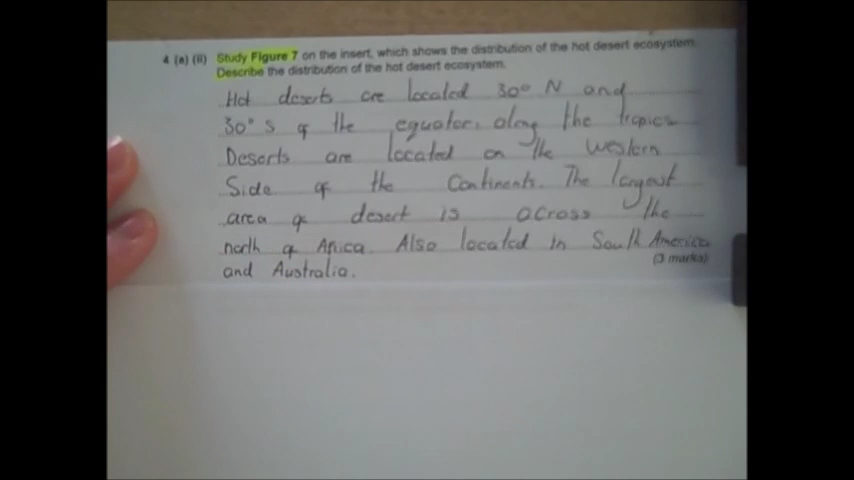 4 (a) (ii) Study Figure 7 on the insert, which shows the distribution of the hot desert ecosystem.
Describe the distribution of the hot desert ecosystem.
Hot deserts are located 30° N and
30° S of the equator, along the tropics
Deserts are located on the western
Side of the Continents. The largest
area of desert is across the
north of Africa. Also located in South America
(3 marks)
and Australia.